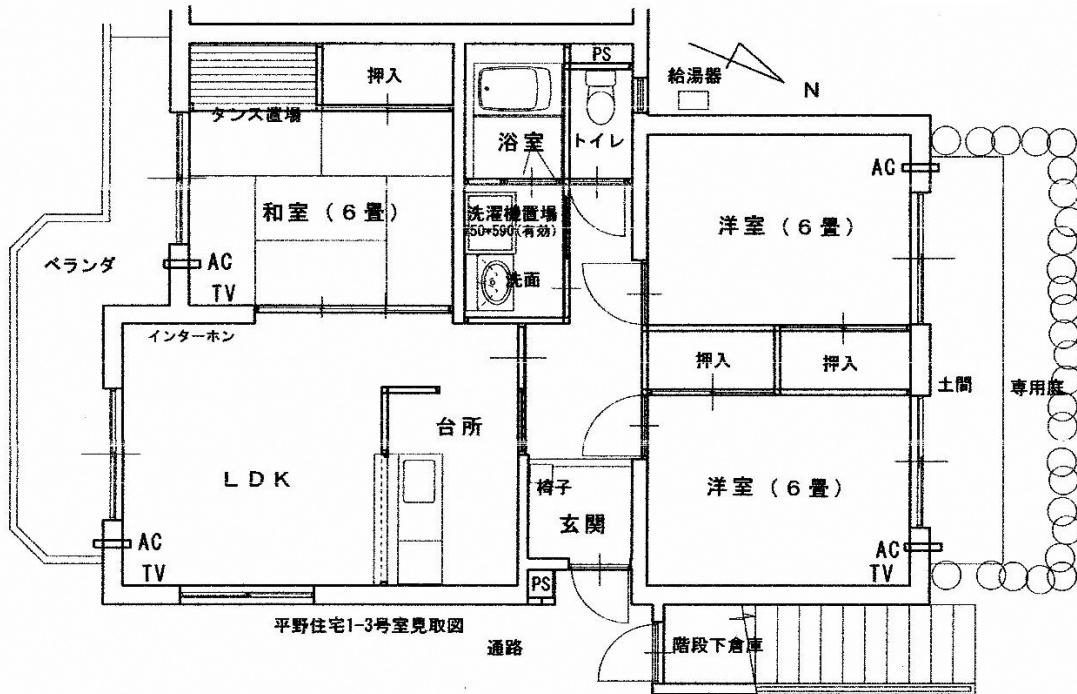 PS
押入
給湯器
N
タンス置場
浴室
トイレ
AC
和室（6畳）
洗濯機置場
50*590(有効)
洋室（6畳）
ベランダ
AC
TV
洗面
インターホン
押入
押入
土間
専用庭
台所
LDK
椅子
洋室（6畳）
玄関
AC
TV
AC
TV
PS
平野住宅1-3号室見取図
通路
階段下倉庫